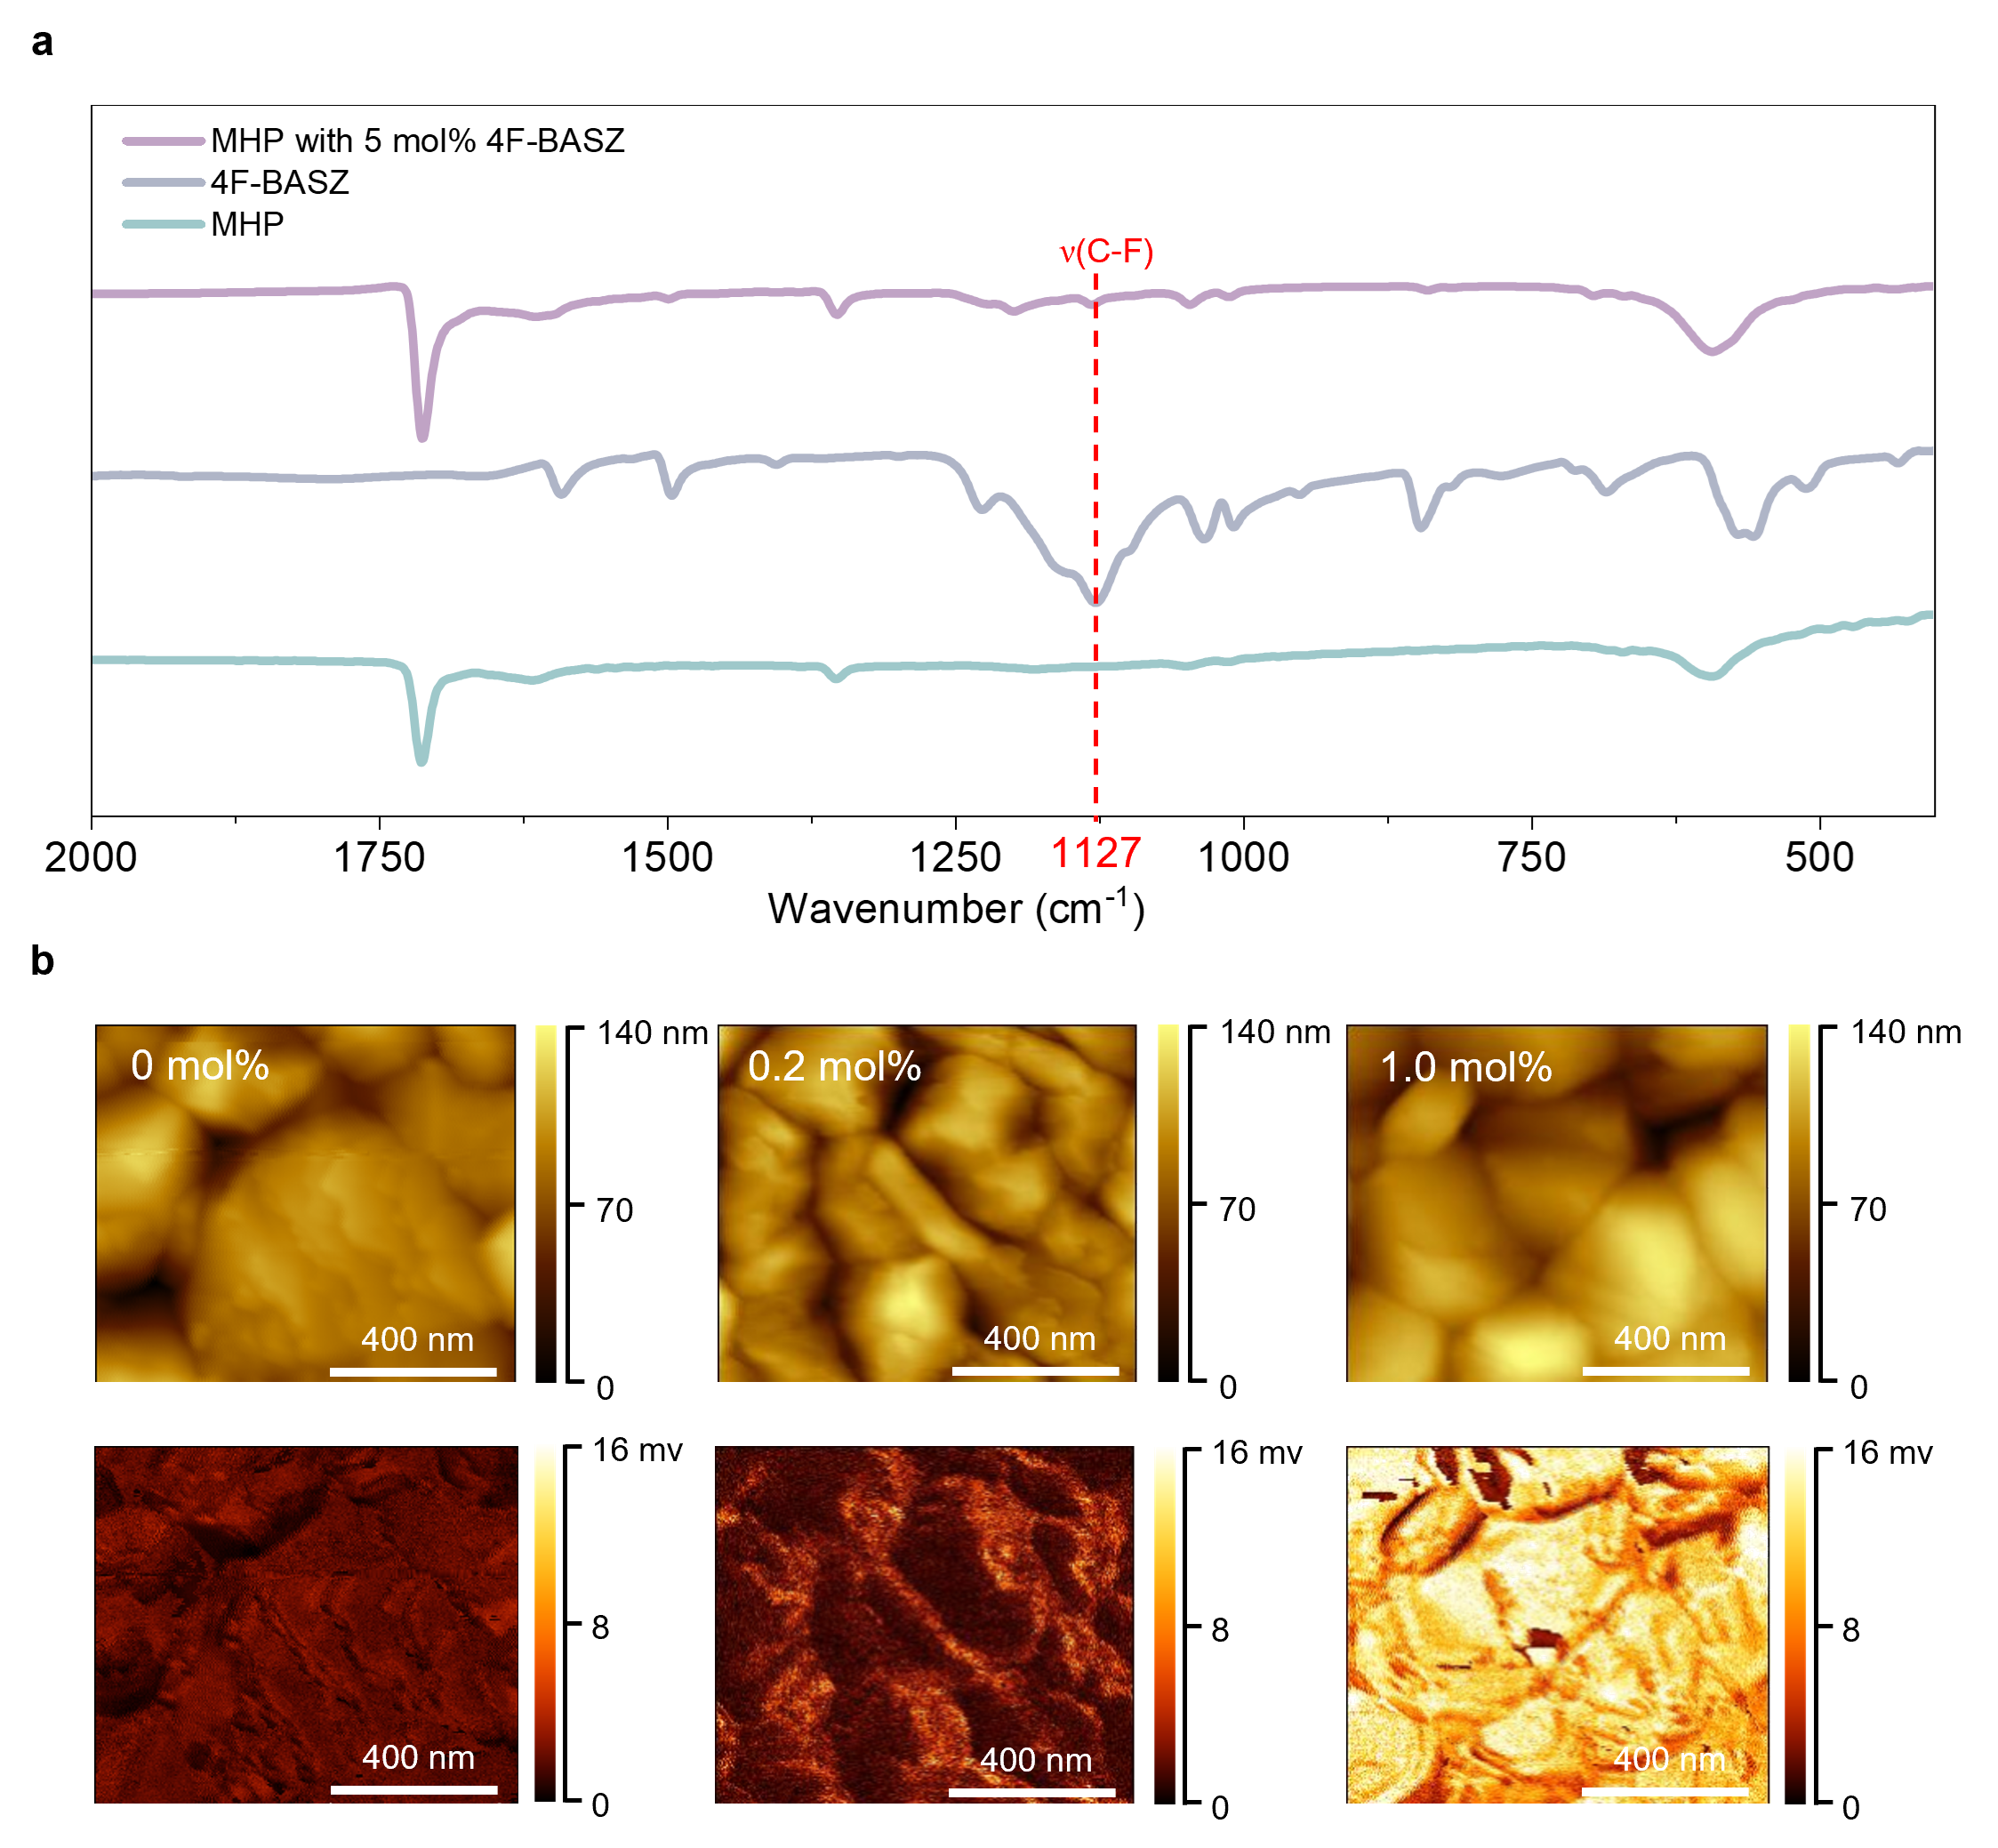 a
MHP with 5 mol% 4F-BASZ
4F-BASZ
MHP
ν(C-F)
2000 1750 1500 1250 1127 1000 750 500
Wavenumber (cm⁻¹)
b
0 mol%
400 nm
140 nm
70
0
0.2 mol%
400 nm
140 nm
70
0
1.0 mol%
400 nm
140 nm
70
0
400 nm
16 mv
8
0
400 nm
16 mv
8
0
400 nm
16 mv
8
0